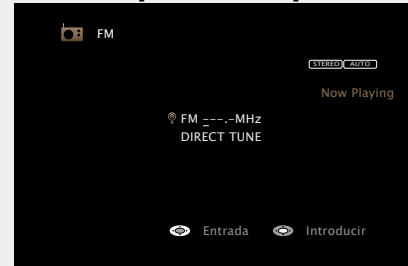 FM
STEREO AUTO
Now Playing
FM _--.-MHz
DIRECT TUNE
Entrada Introducir